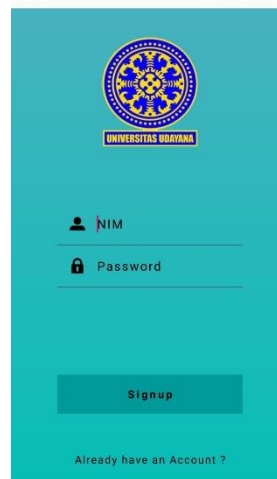 UNIVERSITAS UDAYANA
NIM
Password
Signup
Already have an Account ?